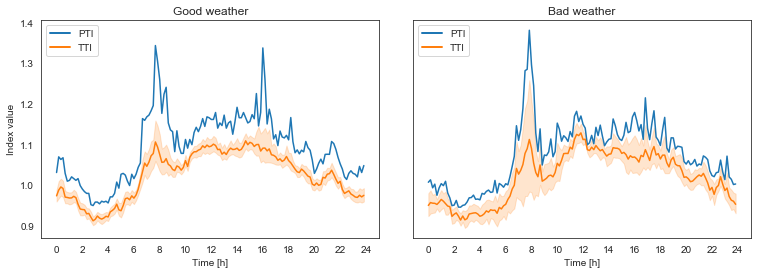 Good weather
Bad weather
PTI
TTI
PTI
TTI
Index value
1.4
1.3
1.2
1.1
1.0
0.9
0 2 4 6 8 10 12 14 16 18 20 22 24
0 2 4 6 8 10 12 14 16 18 20 22 24
Time [h]
Time [h]